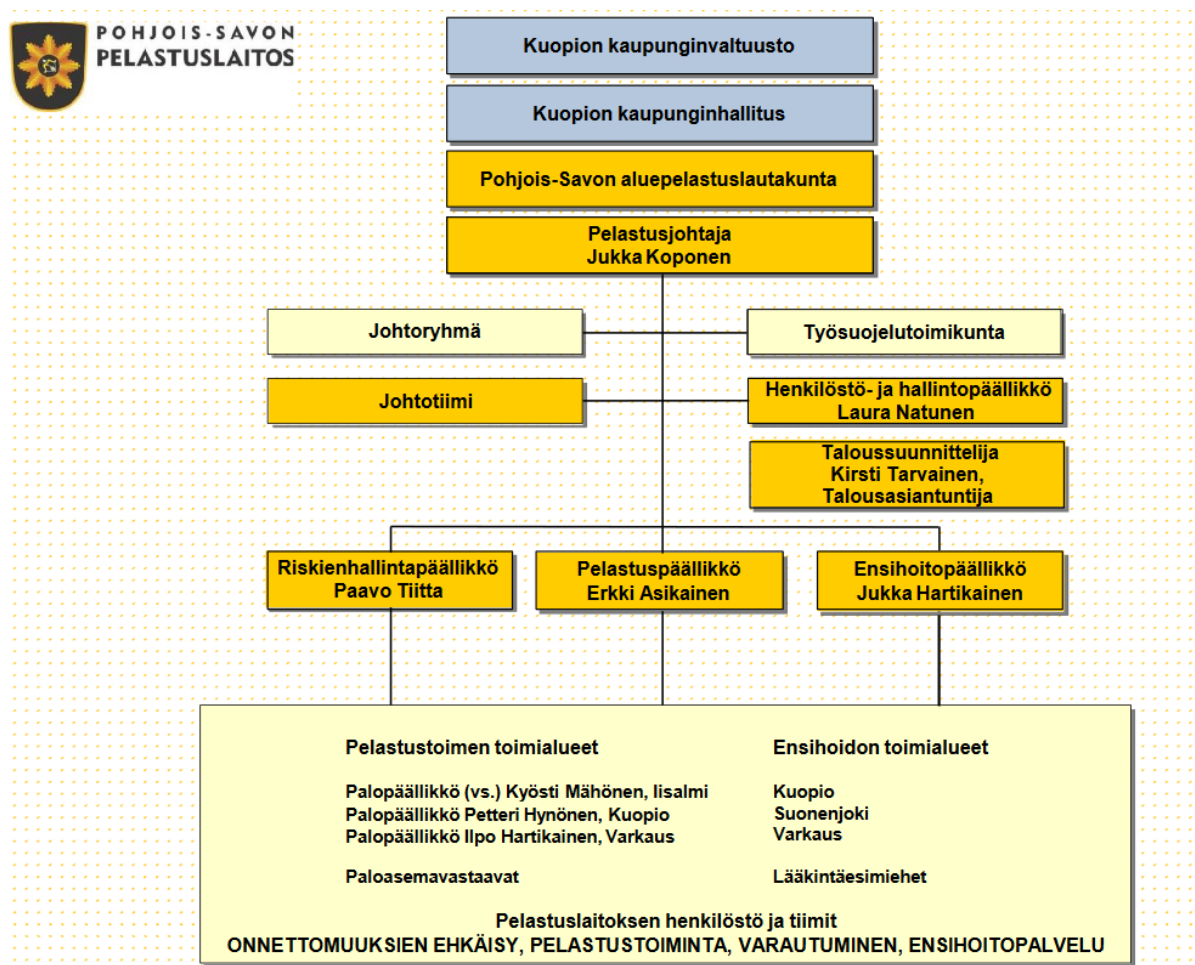 POHJOIS-SAVON
PELASTUSLAITOS
Kuopion kaupunginvaltuusto
Kuopion kaupunginhallitus
Pohjois-Savon aluepelastuslautakunta
Pelastusjohtaja
Jukka Koponen
Johtoryhmä
Työsuojelutoimikunta
Johtotiimi
Henkilöstö- ja hallintopäällikkö
Laura Natunen
Taloussuunnittelija
Kirsti Tarvainen,
Talousasiantuntija
Riskienhallintapäällikkö
Paavo Tiitta
Pelastuspäällikkö
Erkki Asikainen
Ensihoitopäällikkö
Jukka Hartikainen
Pelastustoimen toimialueet
Palopäällikkö (vs.) Kyösti Mähönen, Iisalmi
Palopäällikkö Petteri Hynönen, Kuopio
Palopäällikkö Ilpo Hartikainen, Varkaus
Paloasemavastaavat
Ensihoidon toimialueet
Kuopio
Suonenjoki
Varkaus
Lääkintäesimiehet
Pelastuslaitoksen henkilöstö ja tiimit
ONNETTOMUUKSIEN EHKÄISY, PELASTUSTOIMINTA, VARAUTUMINEN, ENSIHOITOPALVELU